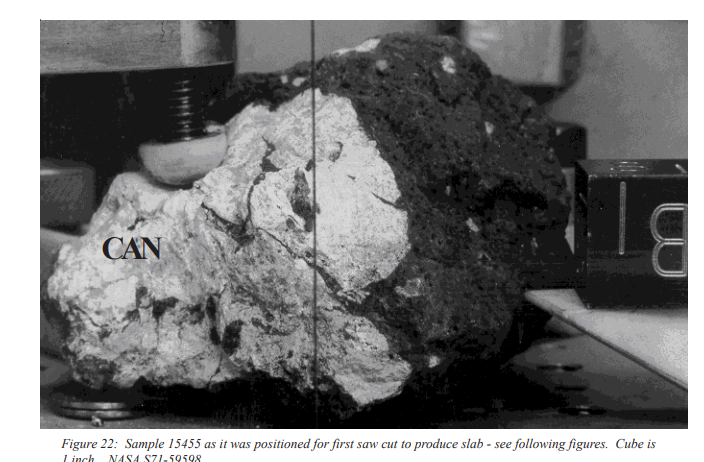 CAN
Figure 22: Sample 15455 as it was positioned for first saw cut to produce slab - see following figures. Cube is
1 inch. NASA S71-59598